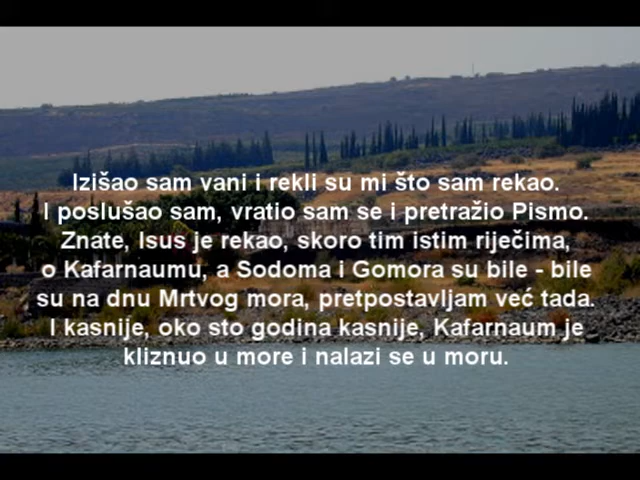 Izišao sam vani i rekli su mi što sam rekao.
I poslušao sam, vratio sam se i pretražio Pismo.
Znate, Isus je rekao, skoro tim istim riječima,
o Kafarnaumu, a Sodoma i Gomora su bile - bile
su na dnu Mrtvog mora, pretpostavljam već tada.
I kasnije, oko sto godina kasnije, Kafarnaum je
kliznuo u more i nalazi se u moru.